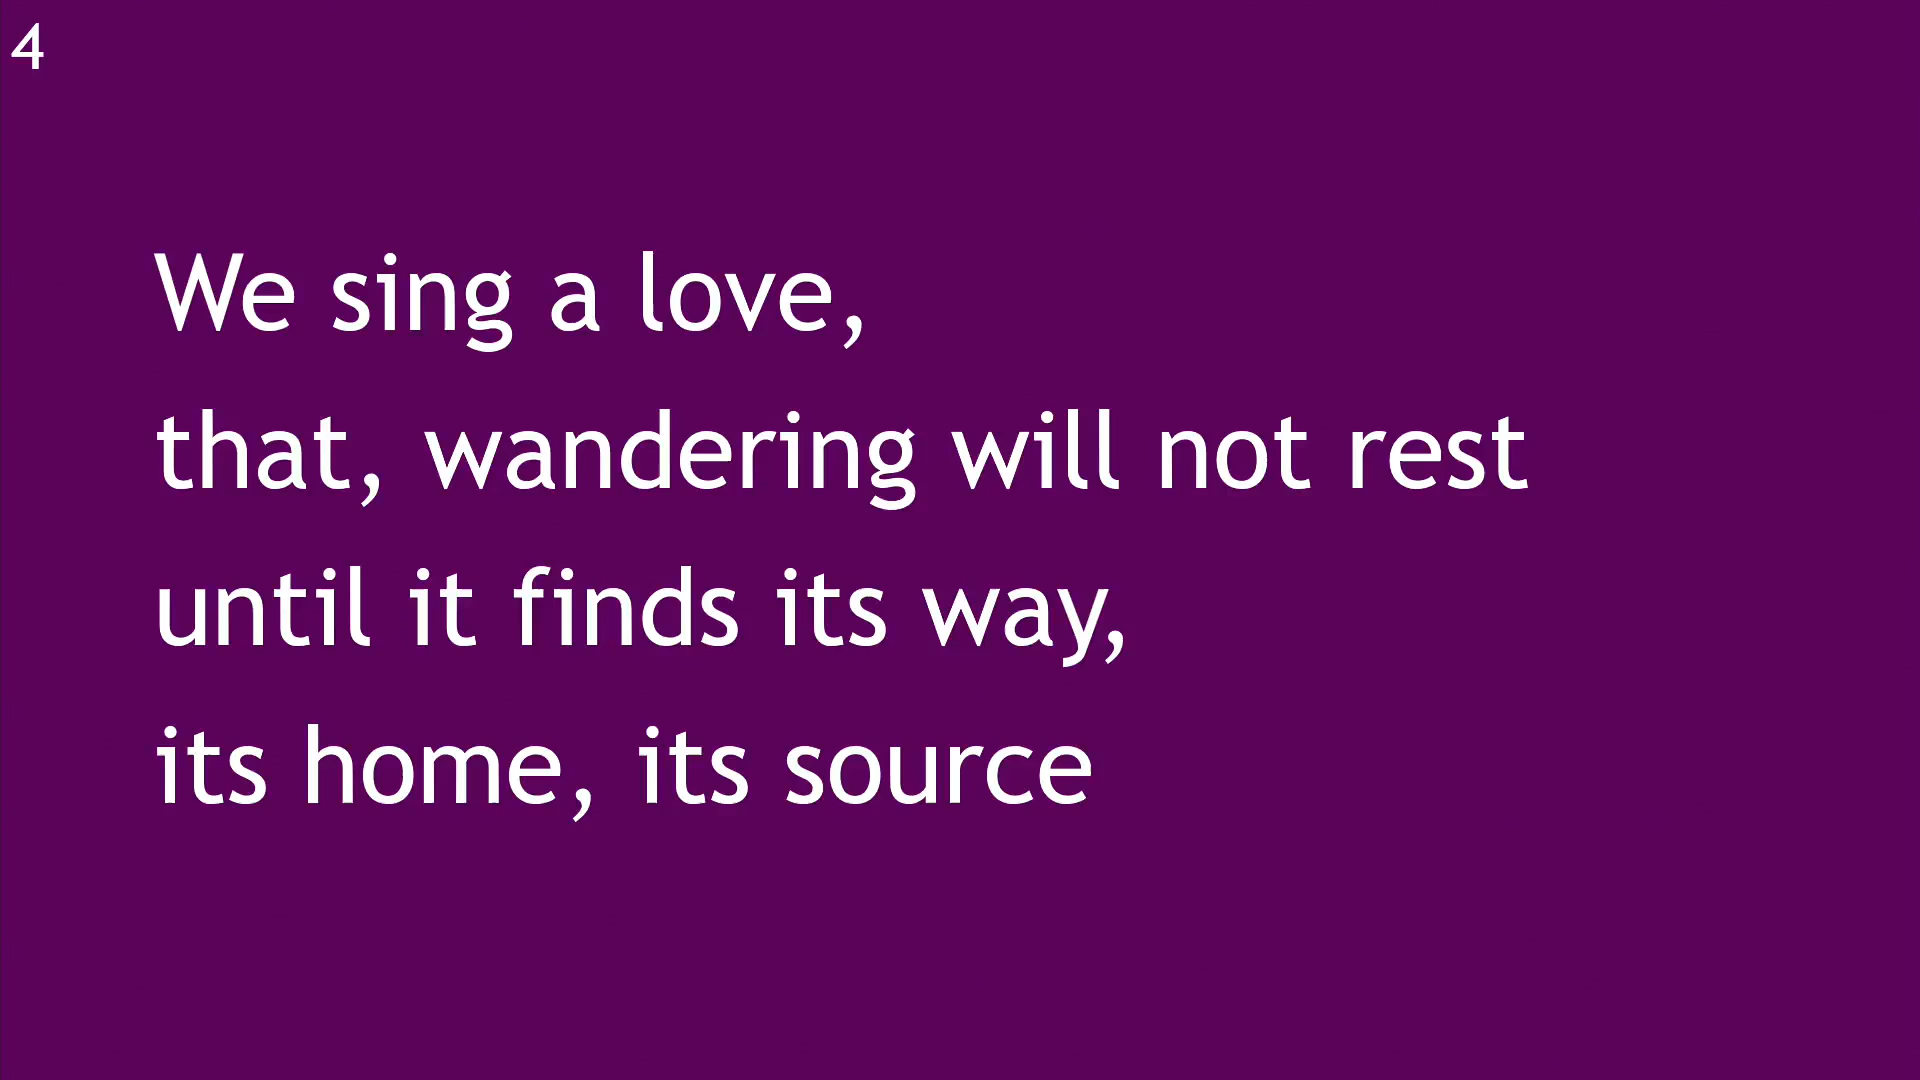 4
We sing a love,
that, wandering will not rest
until it finds its way,
its home, its source